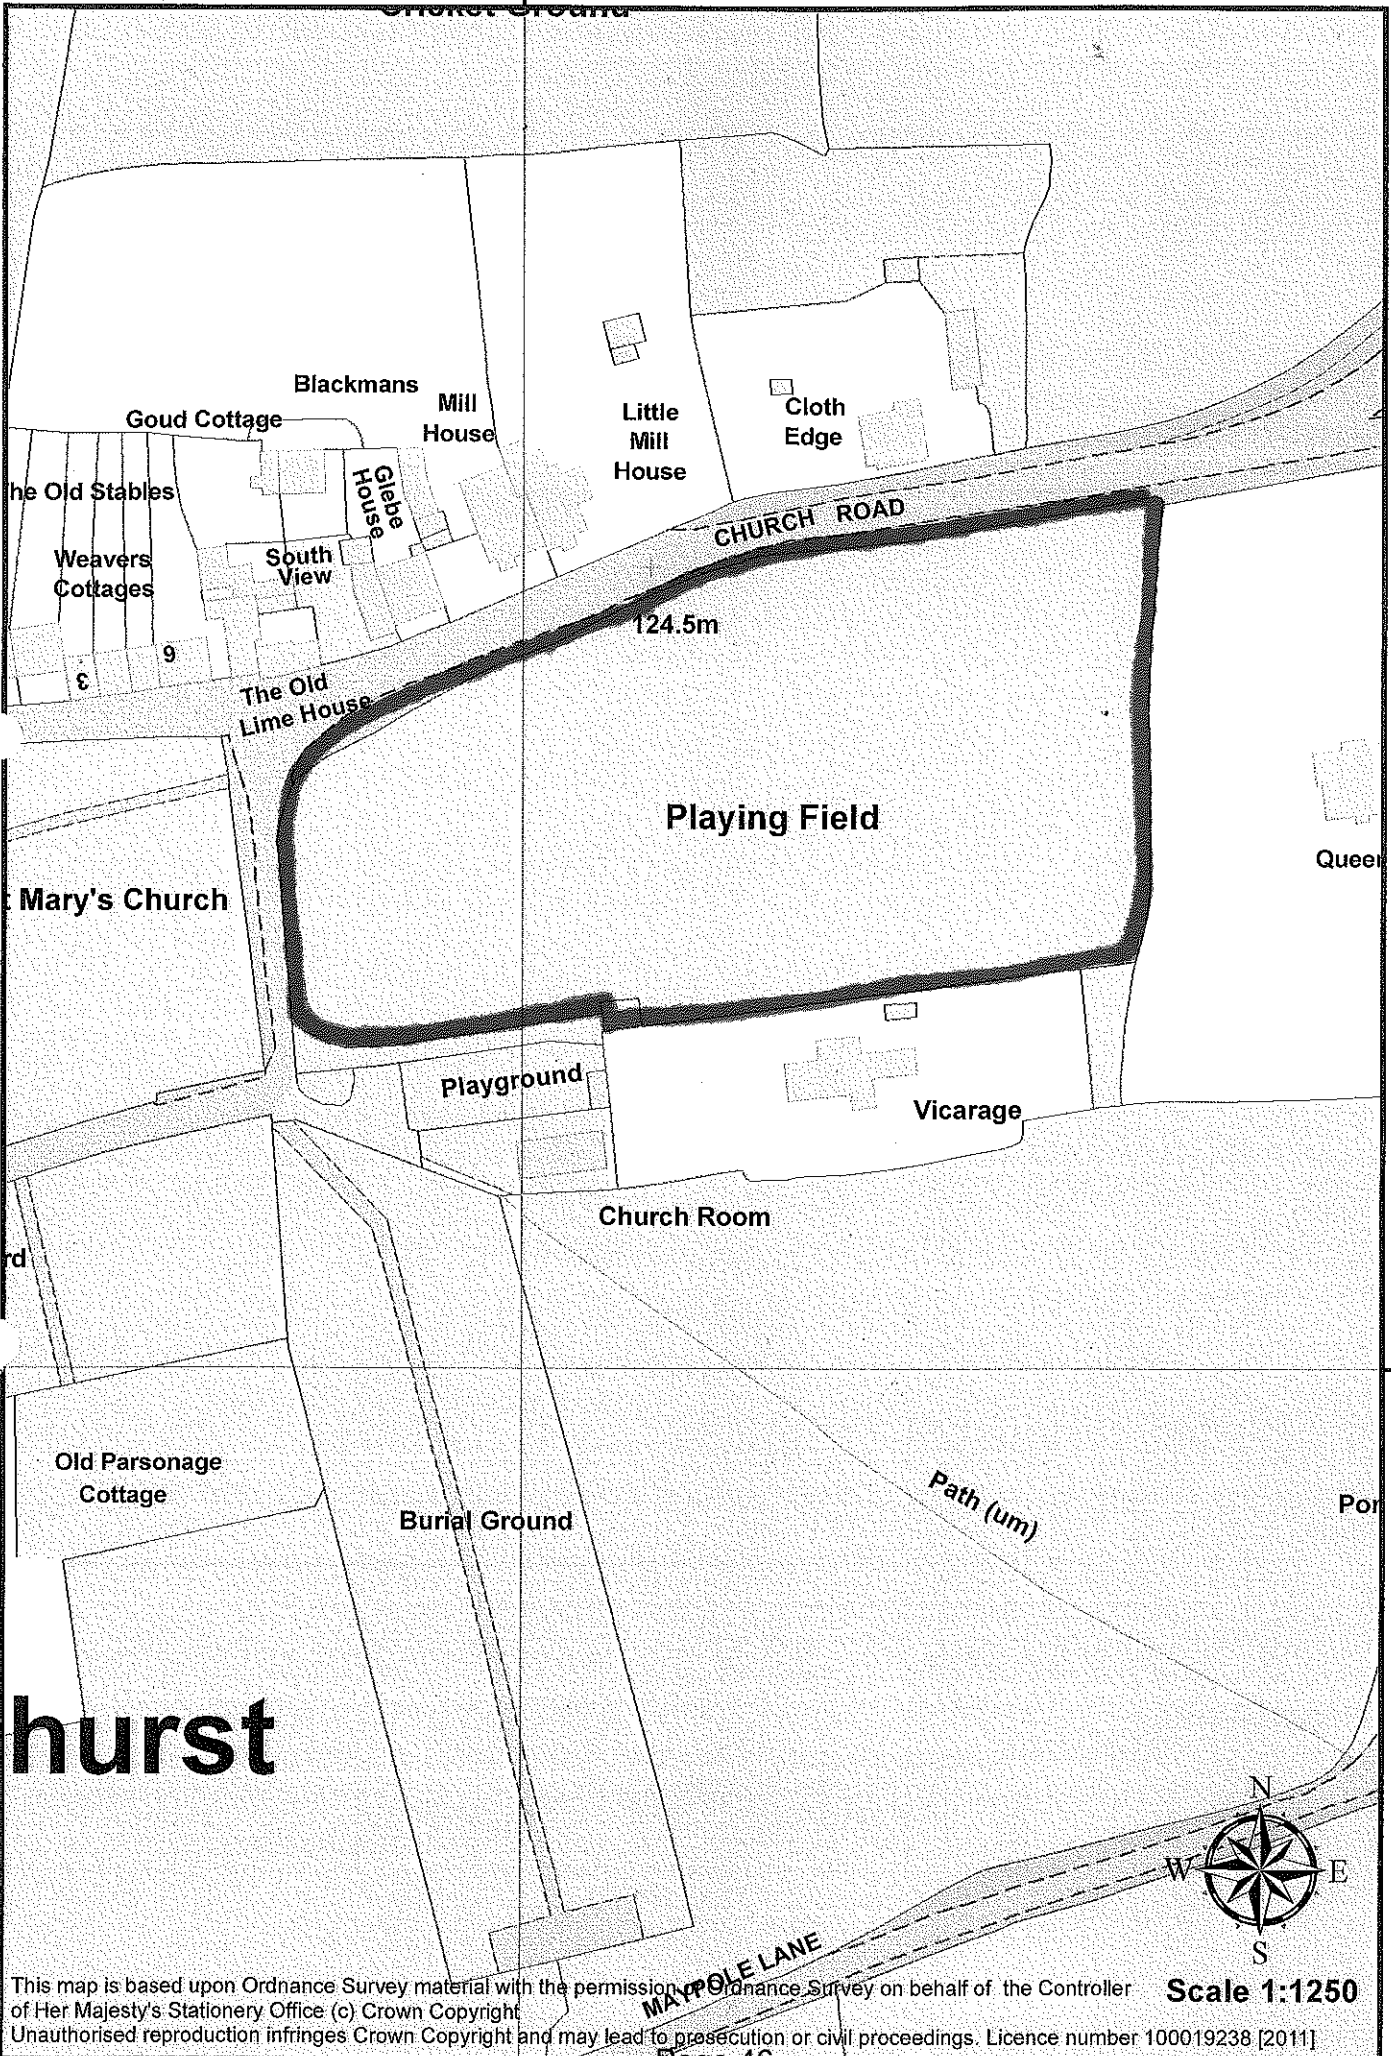 Cricket Ground
Blackmans
Goud Cottage
Mill
House
Little
Mill
House
Cloth
Edge
Glebe
House
he Old Stables
Weavers
Cottages
South
View
CHURCH ROAD
124.5m
6
3
The Old
Lime House
Playing Field
Queen
t Mary's Church
Playground
Vicarage
Church Room
rd
Old Parsonage
Cottage
Burial Ground
Path (um)
Por
hurst
N
W
E
S
MAYPOLE LANE
This map is based upon Ordnance Survey material with the permission of Ordnance Survey on behalf of the Controller
of Her Majesty's Stationery Office (c) Crown Copyright
Unauthorised reproduction infringes Crown Copyright and may lead to prosecution or civil proceedings. Licence number 100019238 [2011]
Scale 1:1250